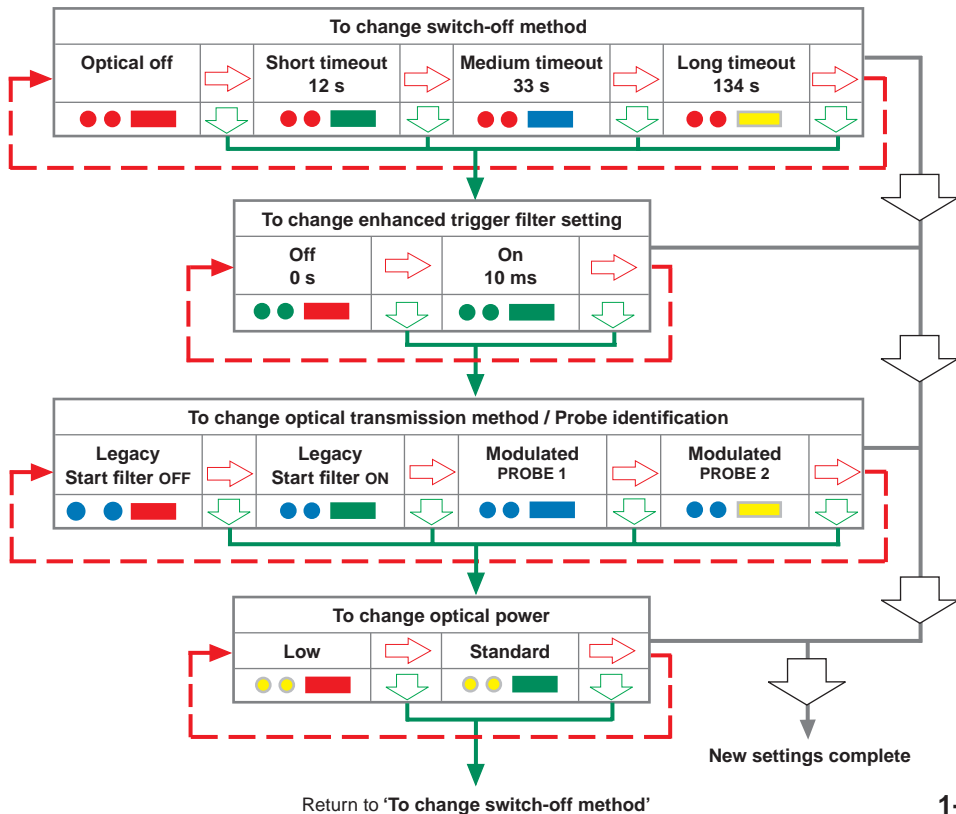 To change switch-off method
Optical off
Short timeout
12 s
Medium timeout
33 s
Long timeout
134 s
To change enhanced trigger filter setting
Off
0 s
On
10 ms
To change optical transmission method / Probe identification
Legacy
Start filter OFF
Legacy
Start filter ON
Modulated
PROBE 1
Modulated
PROBE 2
To change optical power
Low
Standard
New settings complete
Return to ‘To change switch-off method’
1-